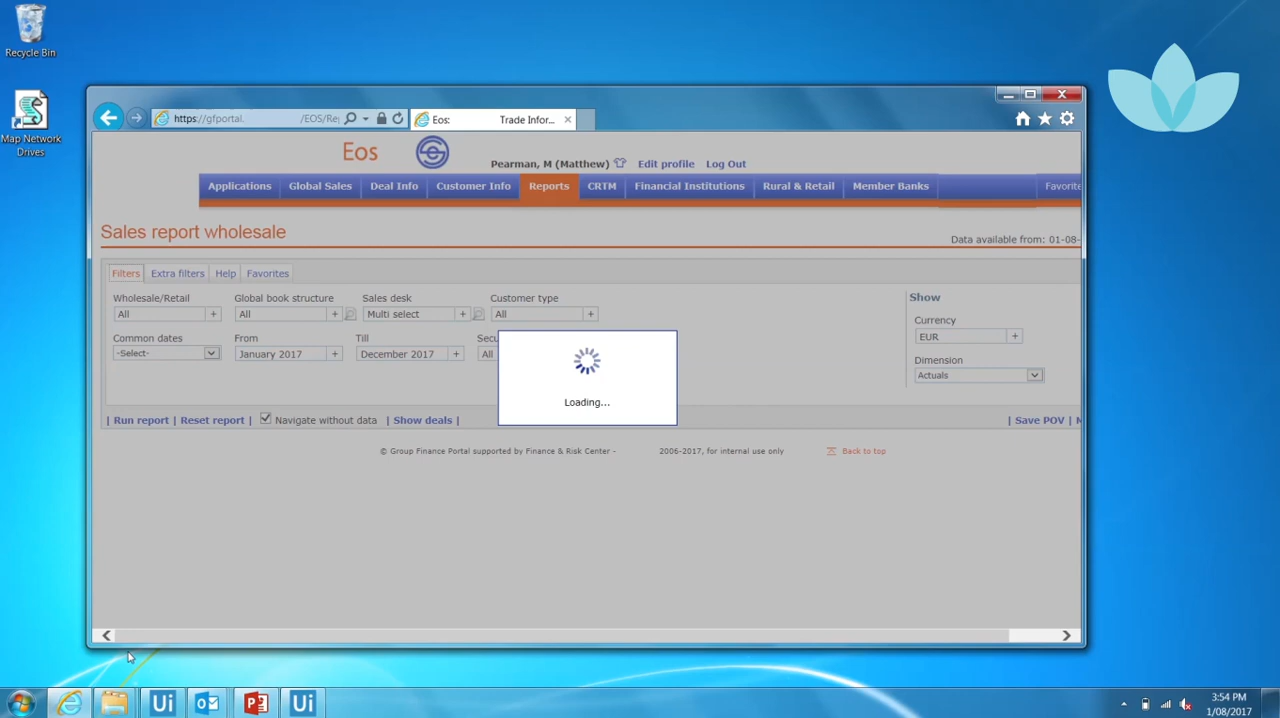 Recycle Bin
Map Network
Drives
https://gfportal. /EOS/Re
Eos: Trade Infor...
Eos
Pearman, M (Matthew) Edit profile Log Out
Applications Global Sales Deal Info Customer Info Reports CRTM Financial Institutions Rural & Retail Member Banks Favorite
Sales report wholesale
Data available from: 01-08-
Filters Extra filters Help Favorites
Wholesale/Retail Global book structure Sales desk Customer type Show
All All Multi select All
Currency
EUR
Common dates From Till Secu
-Select- January 2017 December 2017 All
Dimension
Actuals
Loading...
| Run report | Reset report | Navigate without data | Show deals | | Save POV |
© Group Finance Portal supported by Finance & Risk Center - 2006-2017, for internal use only Back to top
Ui Ui
3:54 PM
1/08/2017